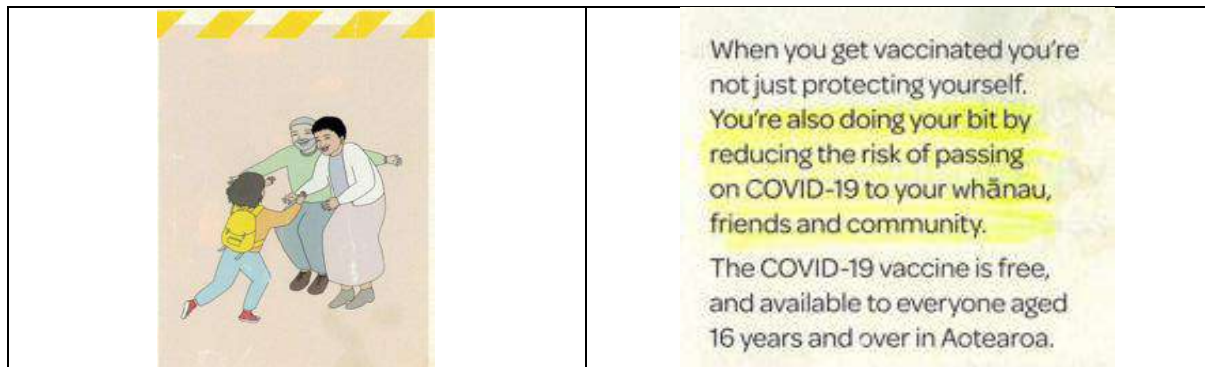 When you get vaccinated you're
not just protecting yourself.
You're also doing your bit by
reducing the risk of passing
on COVID-19 to your whānau,
friends and community.
The COVID-19 vaccine is free,
and available to everyone aged
16 years and over in Aotearoa.